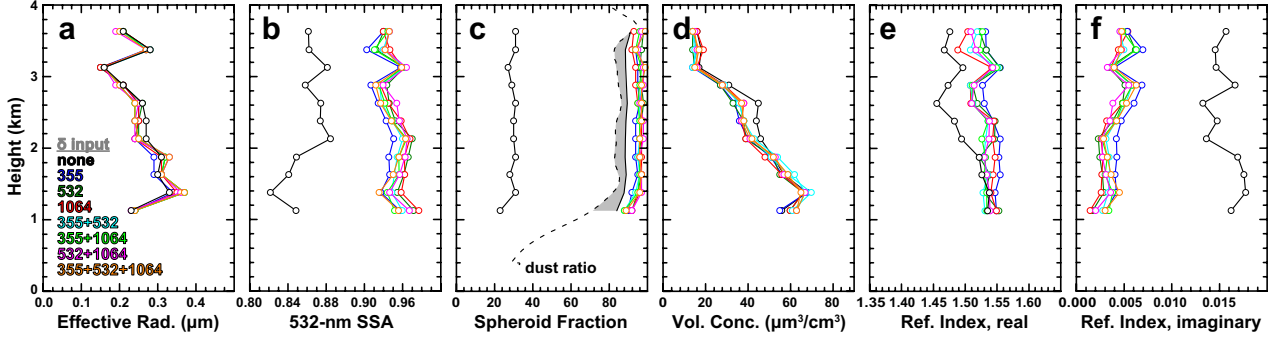 a b c d e f
4
3
2
1
0
Height (km)
δ input
none
355
532
1064
355+532
355+1064
532+1064
355+532+1064
dust ratio
0.0 0.2 0.4
0.80 0.84 0.88 0.92 0.96
0 20 40 60 80 100
0 20 40 60 80
1.35 1.40 1.45 1.50 1.55 1.60
0.000 0.005 0.010 0.015
0.1 0.3
Effective Rad. (µm) 532-nm SSA Spheroid Fraction Vol. Conc. (µm³/cm³) Ref. Index, real Ref. Index, imaginary